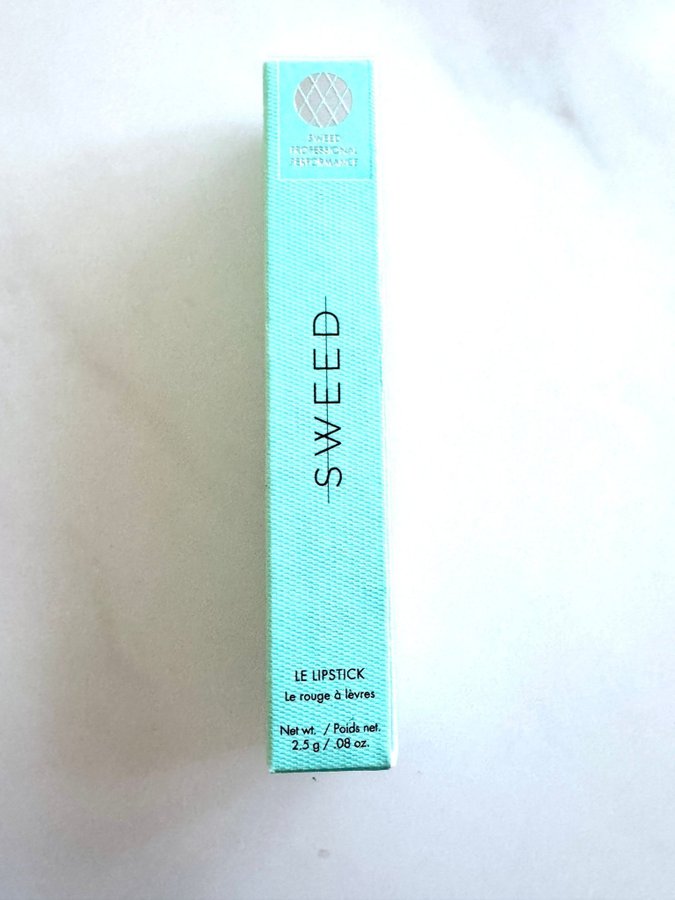 SWEED
PROFESSIONAL
PERFORMANCE
SWEED
LE LIPSTICK
Le rouge à lèvres
Net wt. / Poids net.
2.5 g / .08 oz.